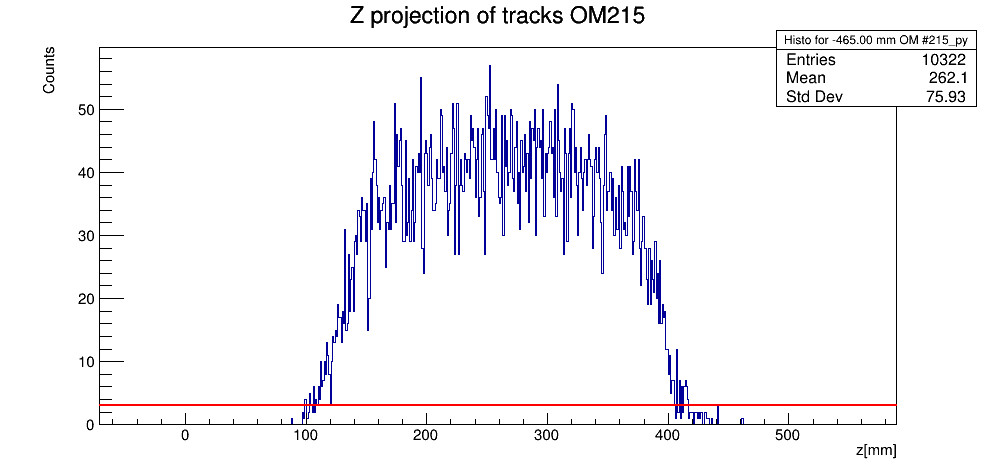 Z projection of tracks OM215
Histo for -465.00 mm OM #215_py
Entries 10322
Mean 262.1
Std Dev 75.93
Counts
50
40
30
20
10
0
0 100 200 300 400 500
z[mm]